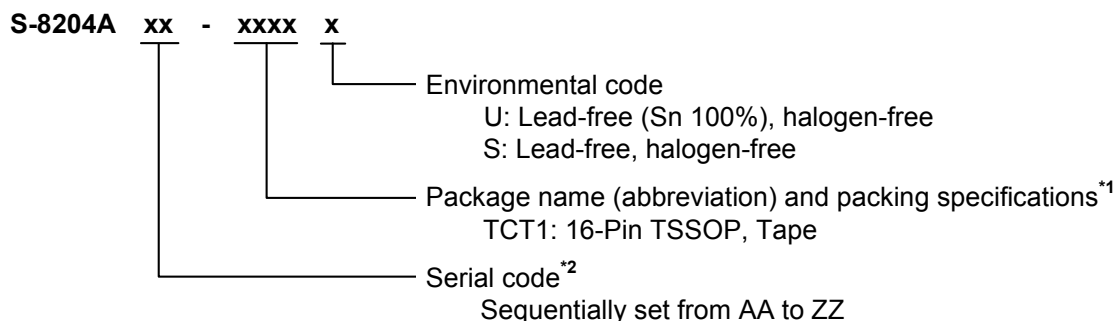 S-8204A xx - xxxx x
Environmental code
U: Lead-free (Sn 100%), halogen-free
S: Lead-free, halogen-free
Package name (abbreviation) and packing specifications*1
TCT1: 16-Pin TSSOP, Tape
Serial code*2
Sequentially set from AA to ZZ